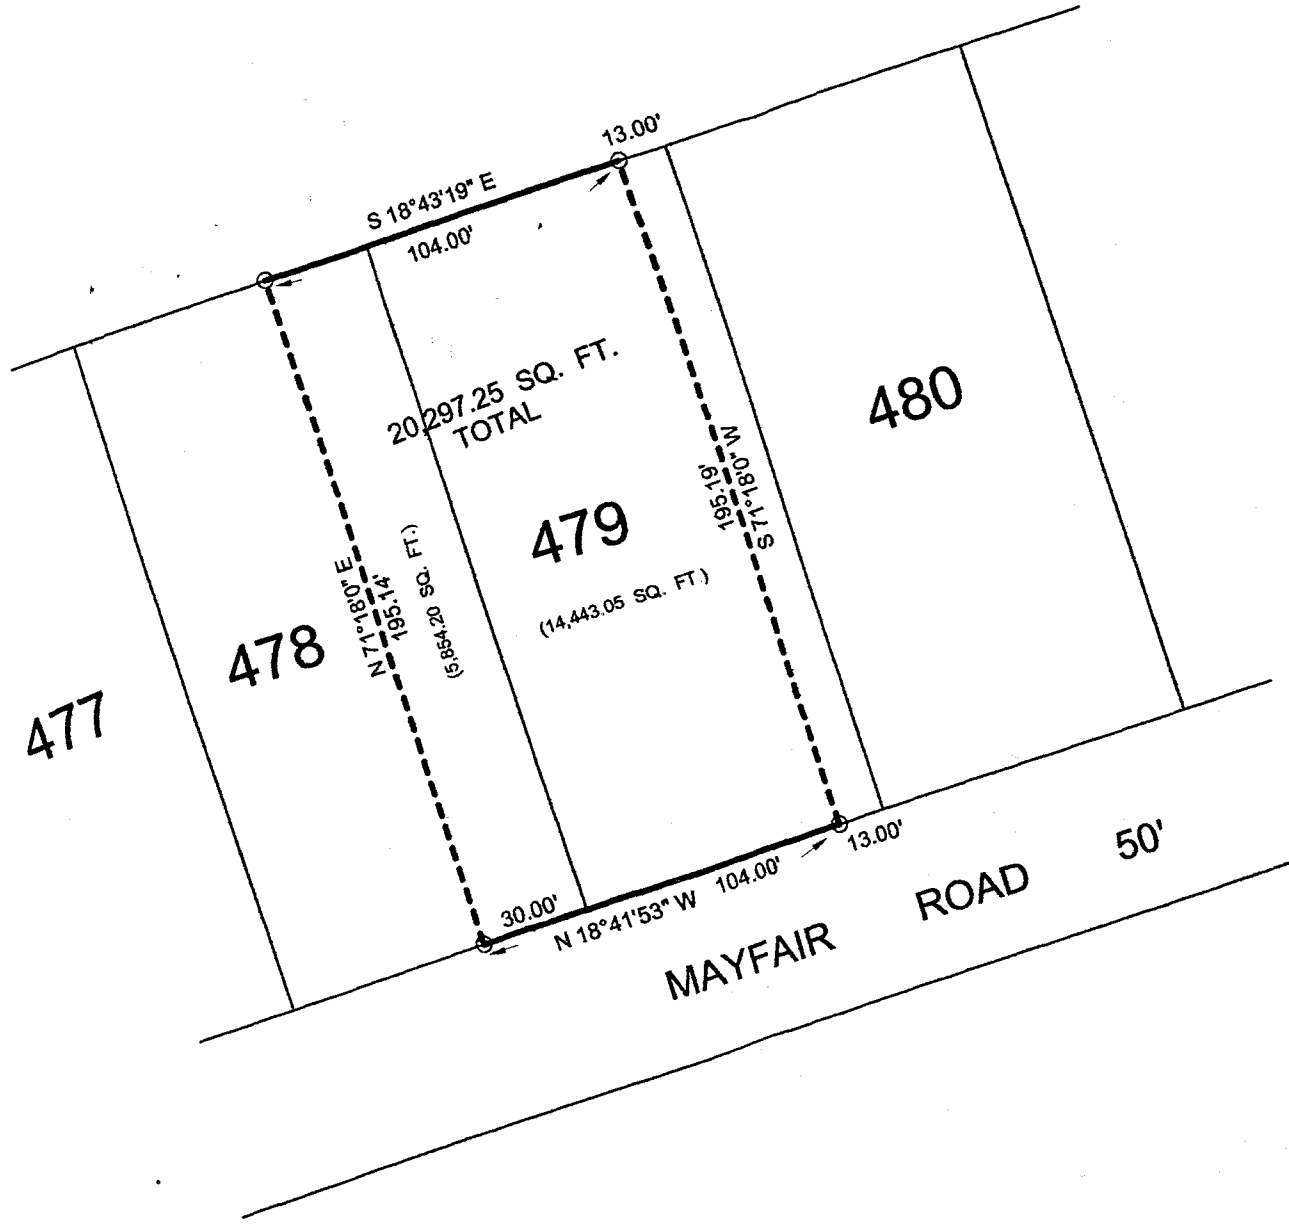 13.00'
S 18°43'19" E
104.00'
20,297.25 SQ. FT.
TOTAL
480
479
(14,443.05 SQ. FT.)
195.19'
S 71°18'0" W
N 71°18'0" E
195.14'
(5,854.20 SQ. FT.)
478
477
30.00'
N 18°41'53" W
104.00'
13.00'
MAYFAIR ROAD 50'